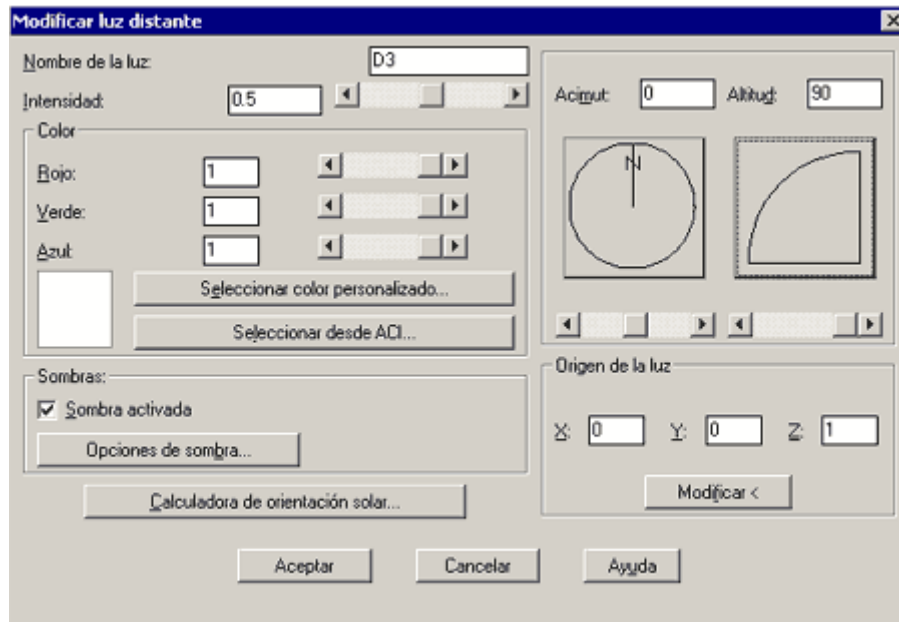 Modificar luz distante
Nombre de la luz: D3
Intensidad: 0.5
Color
Rojo: 1
Verde: 1
Azul: 1
Seleccionar color personalizado...
Seleccionar desde ACI...
Sombras:
Sombra activada
Opciones de sombra...
Calculadora de orientación solar...
Acimut: 0 Altitud: 90
N
Origen de la luz
X: 0 Y: 0 Z: 1
Modificar <
Aceptar Cancelar Ayuda